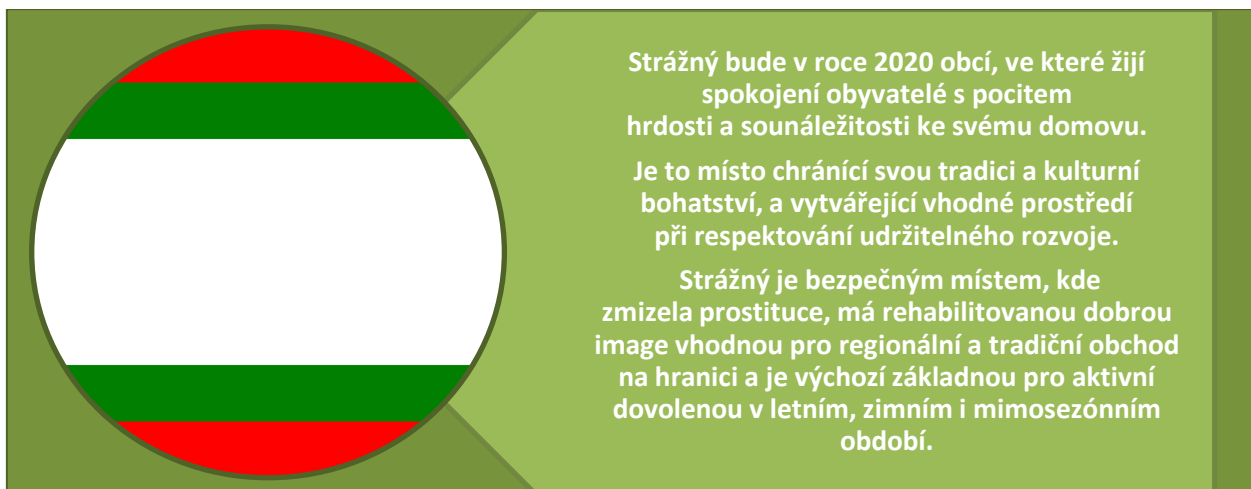 Strážný bude v roce 2020 obcí, ve které žijí
spokojení obyvatelé s pocitem
hrdosti a sounáležitosti ke svému domovu.
Je to místo chránící svou tradici a kulturní
bohatství, a vytvářející vhodné prostředí
při respektování udržitelného rozvoje.
Strážný je bezpečným místem, kde
zmizela prostituce, má rehabilitovanou dobrou
image vhodnou pro regionální a tradiční obchod
na hranici a je výchozí základnou pro aktivní
dovolenou v letním, zimním i mimosezónním
období.